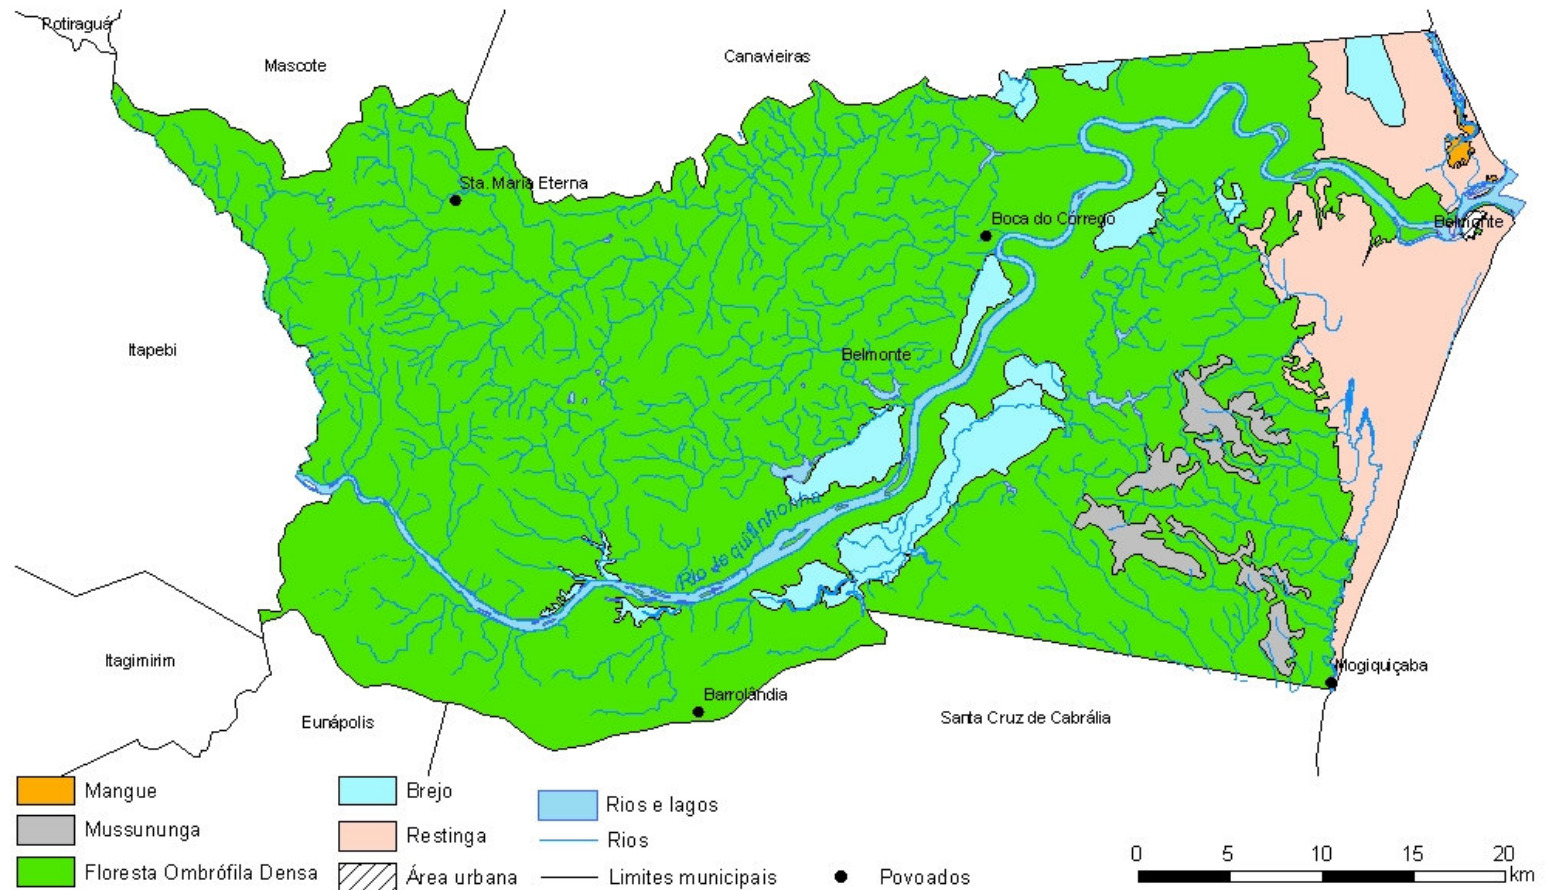 Potiraguá
Mascote
Canavieiras
Sta. Maria Eterna
Boca do Córrego
Belmonte
Itapebi
Belmonte
Rio Jequitinhonha
Itagimirim
Eunápolis
Barrolândia
Mogiquiçaba
Santa Cruz de Cabrália
Mangue
Mussununga
Floresta Ombrófila Densa
Brejo
Restinga
Área urbana
Rios e lagos
Rios
Limites municipais
Povoados
0 5 10 15 20
km